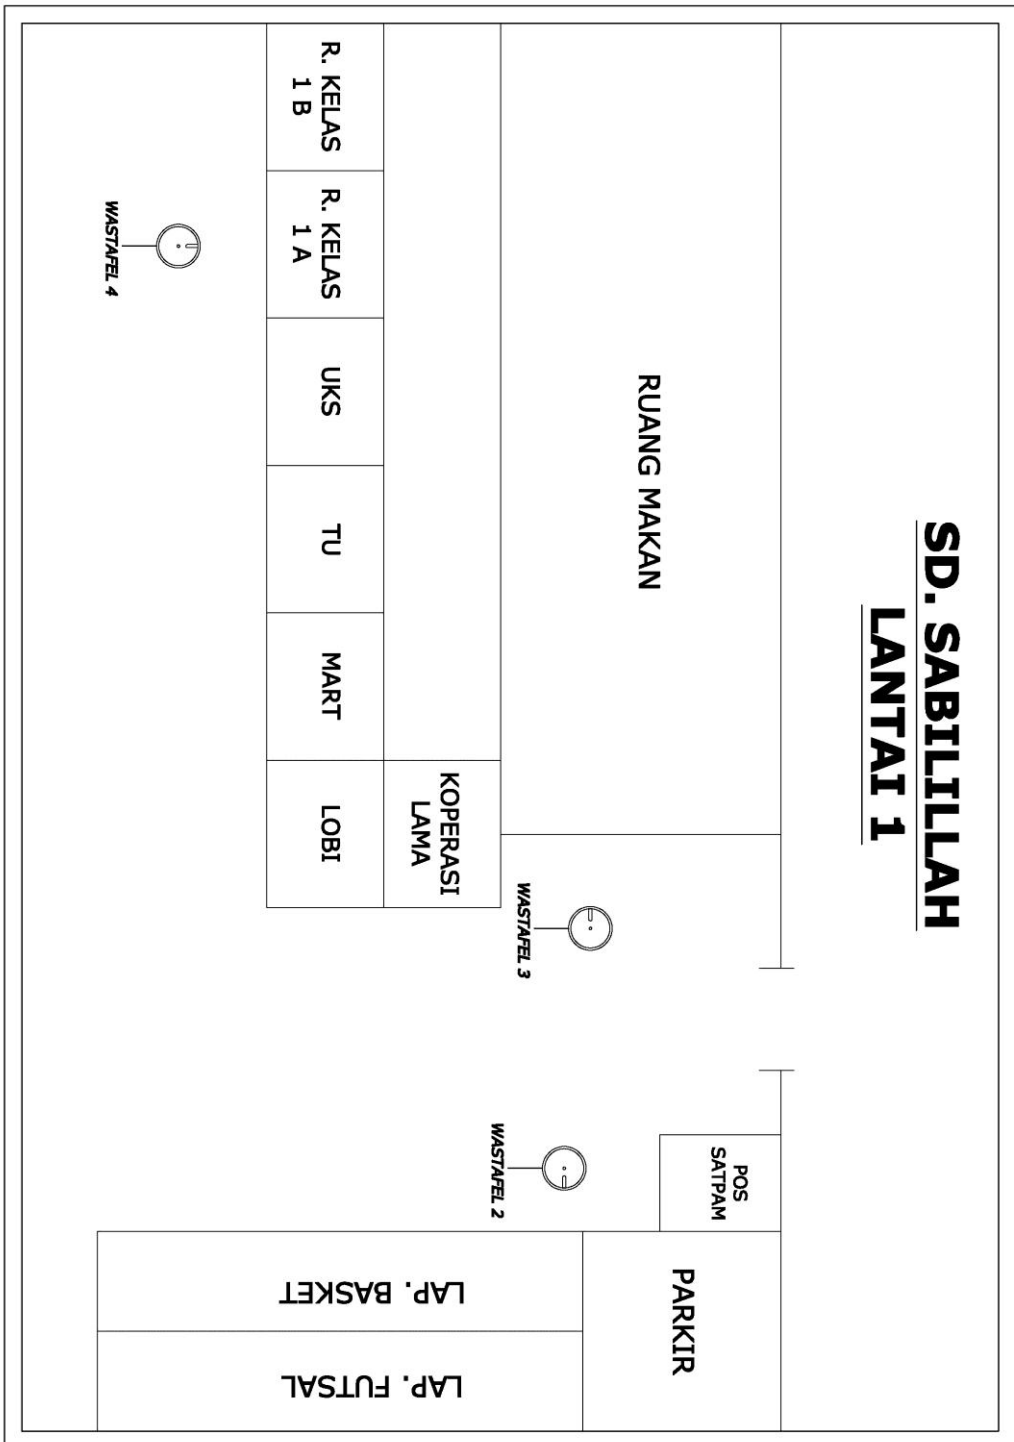 SD. SABILILLAH
LANTAI 1
RUANG MAKAN
POS
SATPAM
PARKIR
WASTAFEL 3
WASTAFEL 2
KOPERASI
LAMA
R. KELAS
1 B
R. KELAS
1 A
UKS
TU
MART
LOBI
LAP. BASKET
LAP. FUTSAL
WASTAFEL 4